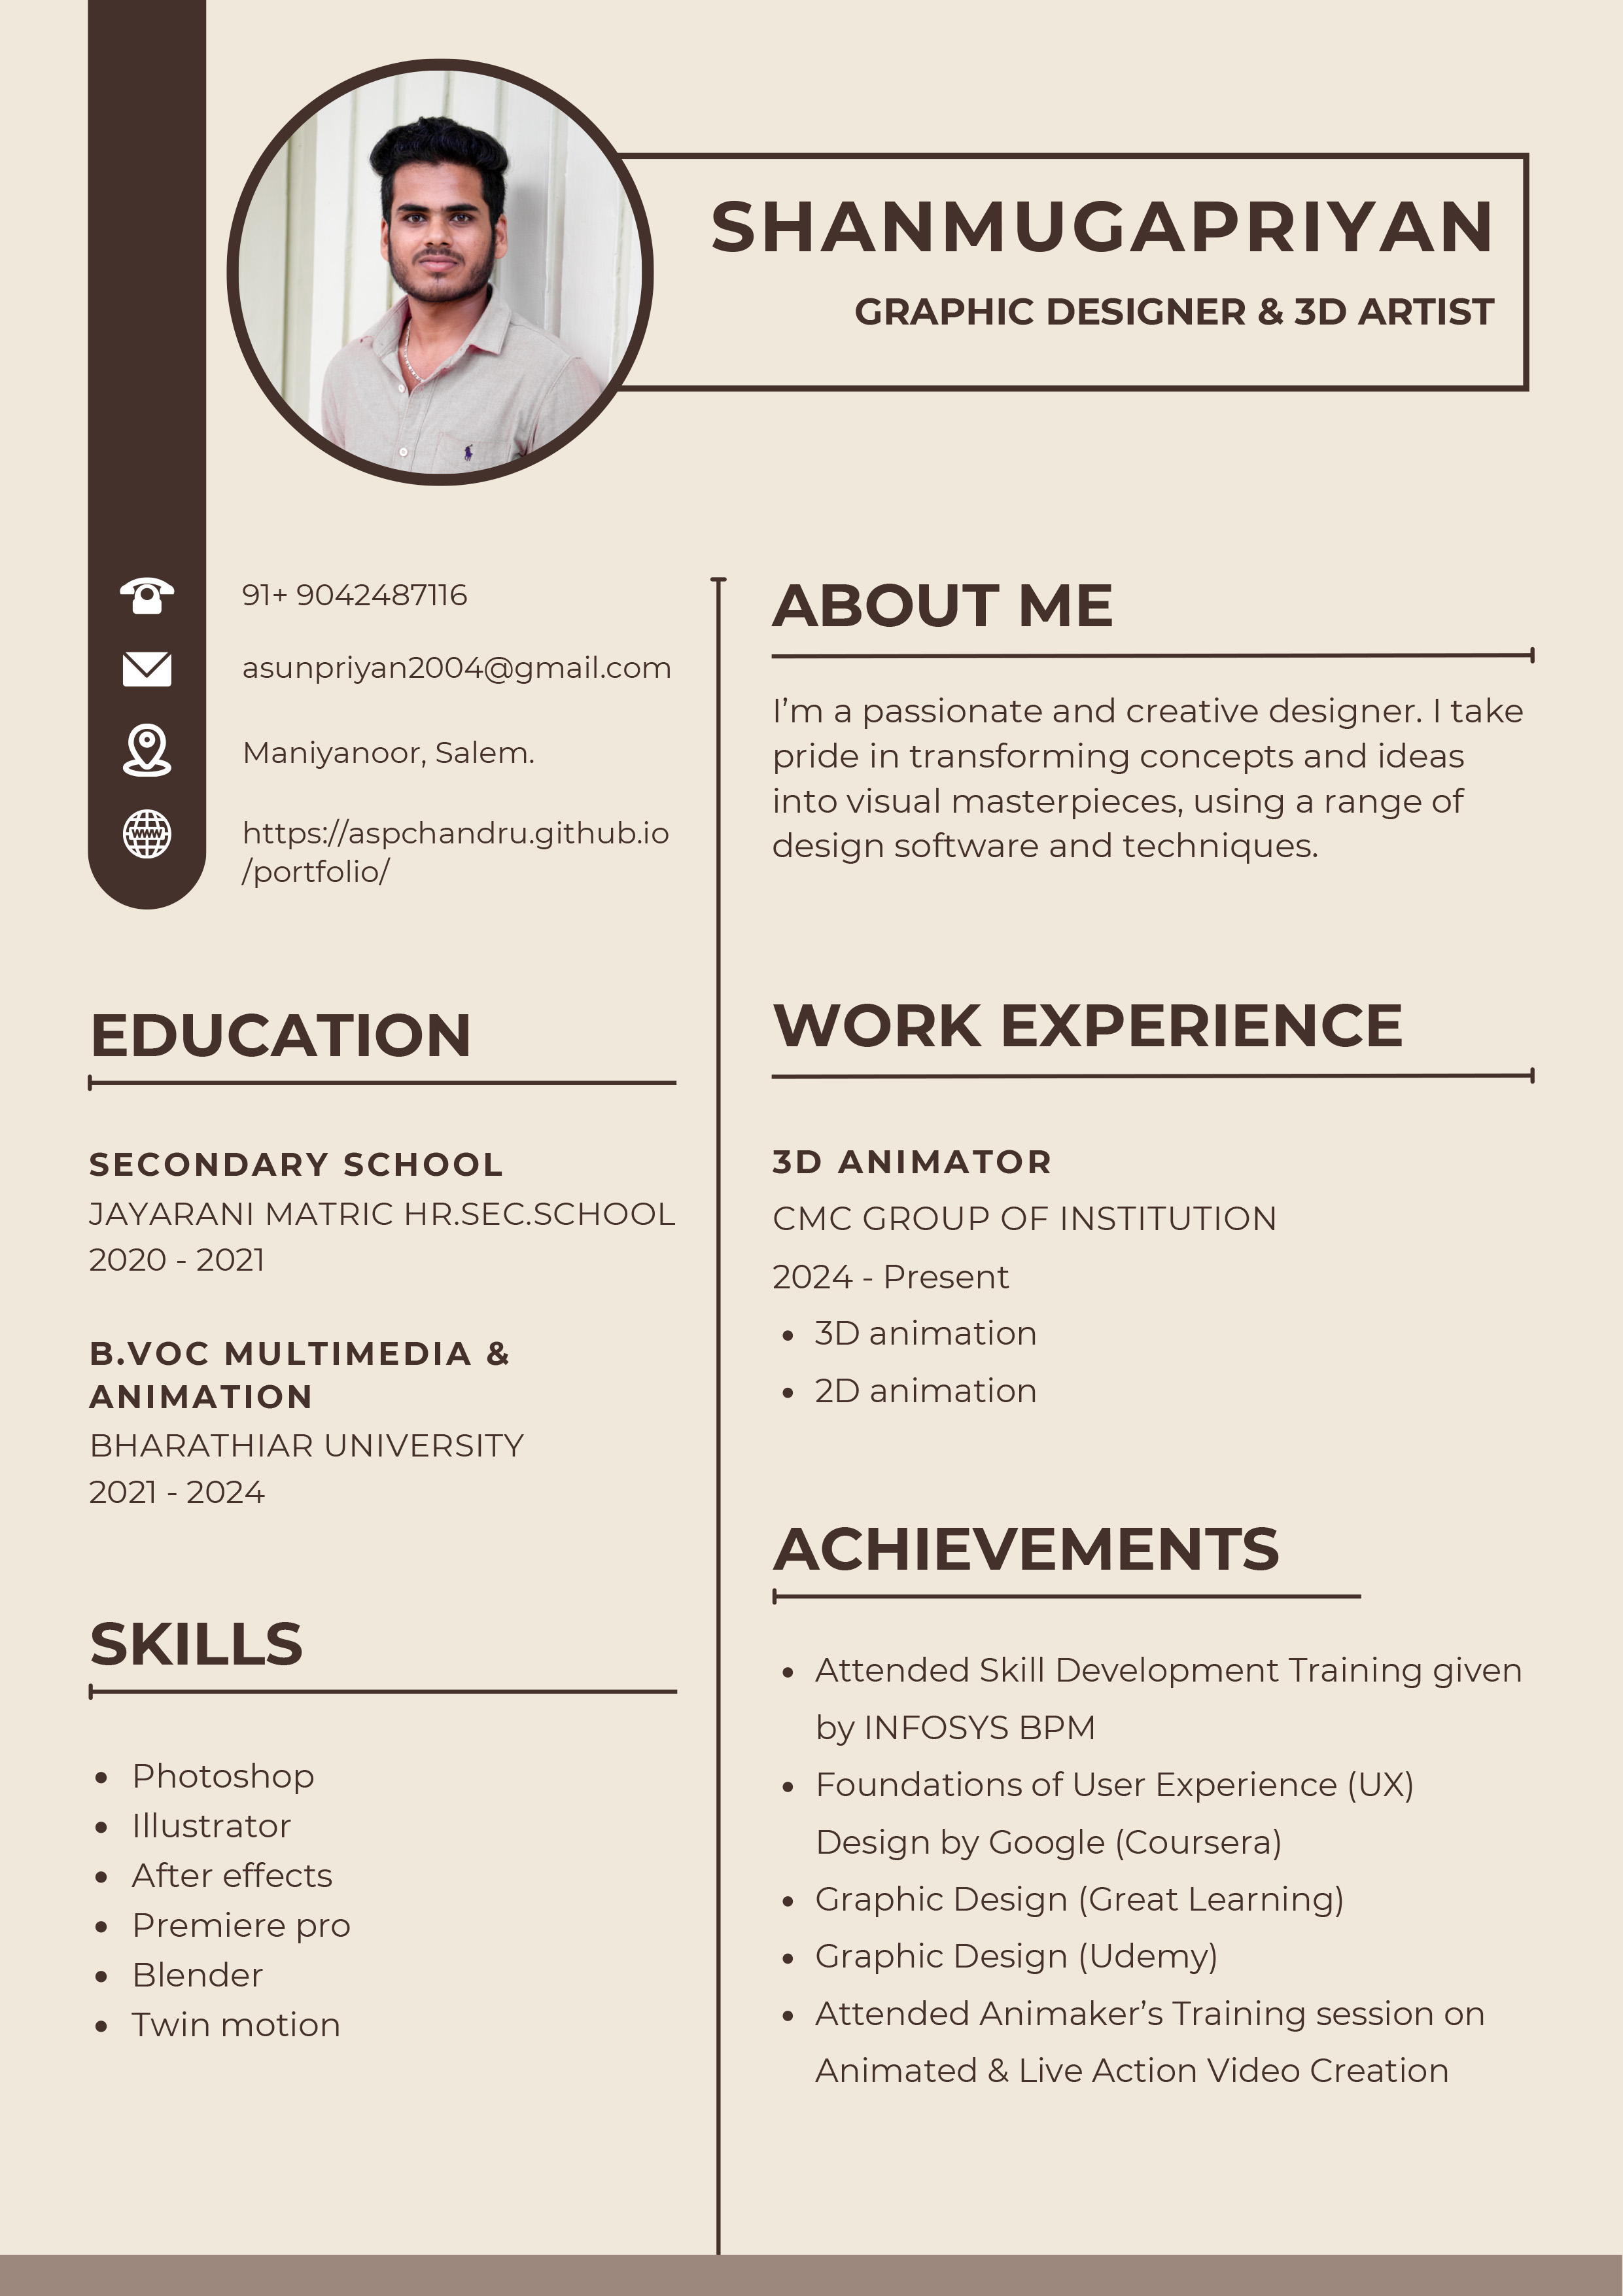 SHANMUGAPRIYAN
GRAPHIC DESIGNER & 3D ARTIST
91+ 9042487116
asunpriyan2004@gmail.com
Maniyanoor, Salem.
WWW
https://aspchandru.github.io
/portfolio/
EDUCATION
SECONDARY SCHOOL
JAYARANI MATRIC HR.SEC.SCHOOL
2020 - 2021
B.VOC MULTIMEDIA &
ANIMATION
BHARATHIAR UNIVERSITY
2021 - 2024
SKILLS
• Photoshop
• Illustrator
• After effects
• Premiere pro
• Blender
• Twin motion
ABOUT ME
I’m a passionate and creative designer. I take
pride in transforming concepts and ideas
into visual masterpieces, using a range of
design software and techniques.
WORK EXPERIENCE
3D ANIMATOR
CMC GROUP OF INSTITUTION
2024 - Present
• 3D animation
• 2D animation
ACHIEVEMENTS
• Attended Skill Development Training given
by INFOSYS BPM
• Foundations of User Experience (UX)
Design by Google (Coursera)
• Graphic Design (Great Learning)
• Graphic Design (Udemy)
• Attended Animaker’s Training session on
Animated & Live Action Video Creation